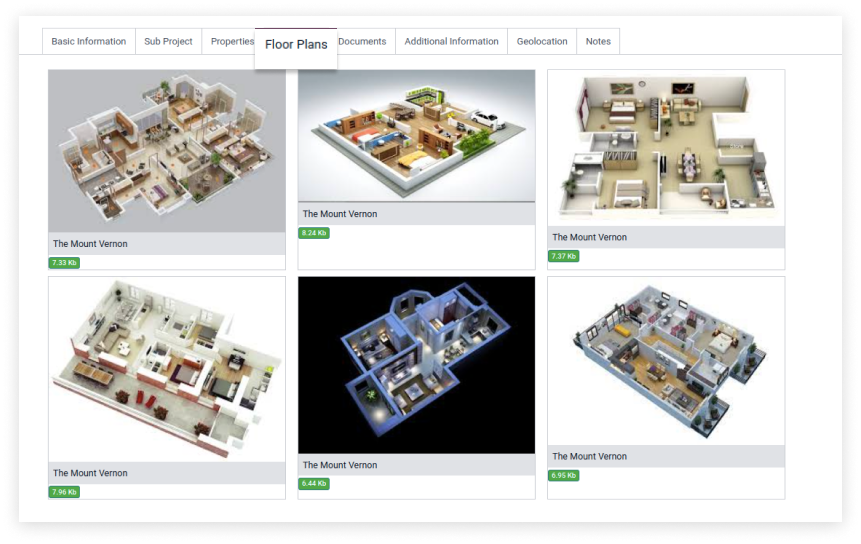 Basic Information Sub Project Properties Floor Plans Documents Additional Information Geolocation Notes
The Mount Vernon
7.33 Kb
The Mount Vernon
8.24 Kb
The Mount Vernon
7.37 Kb
The Mount Vernon
7.96 Kb
The Mount Vernon
6.44 Kb
The Mount Vernon
6.95 Kb